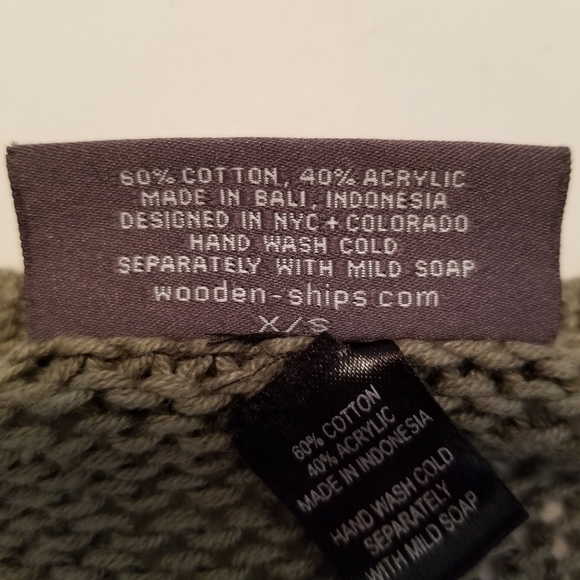 60% COTTON, 40% ACRYLIC
MADE IN BALI, INDONESIA
DESIGNED IN NYC + COLORADO
HAND WASH COLD
SEPARATELY WITH MILD SOAP
wooden-ships.com
X/S
60% COTTON
40% ACRYLIC
MADE IN INDONESIA
HAND WASH COLD
SEPARATELY
WITH MILD SOAP